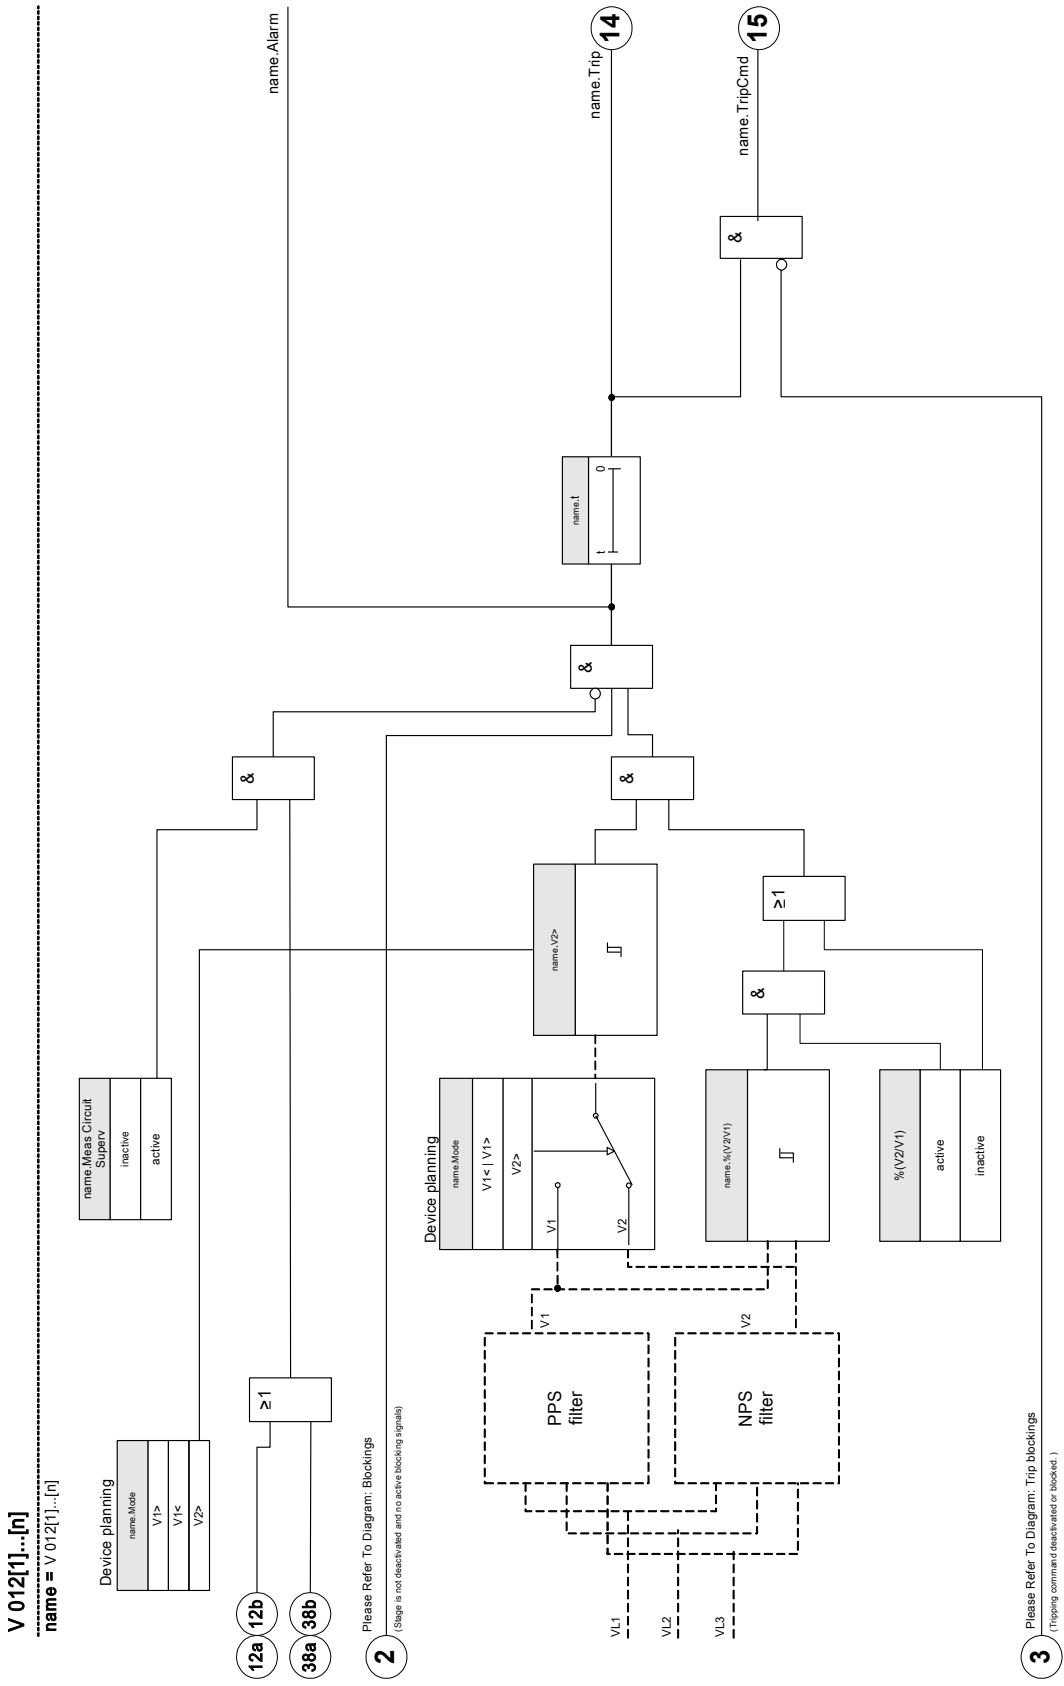 V 012[1]...[n]
name = V 012[1]...[n]
Device planning
name.Mode
V1>
V1<
V2>
name.Meas Circuit
Superv
inactive
active
name.Alarm
12a
12b
38a
38b
≥1
&
Please Refer To Diagram: Blockings
(Stage is not deactivated and no active blocking signals)
2
Device planning
name.Mode
V1< | V1>
V2>
V1
V2
name.V2>
&
&
name.t
t
0
name.Trip
14
VL1
VL2
VL3
PPS
filter
V1
NPS
filter
V2
name.%(V2/V1)
&
≥1
%(V2/V1)
active
inactive
&
name.TripCmd
15
Please Refer To Diagram: Trip blockings
(Tripping command deactivated or blocked. )
3